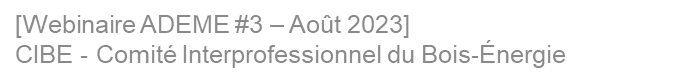 [Webinaire ADEME #3 – Août 2023]
CIBE - Comité Interprofessionnel du Bois-Énergie